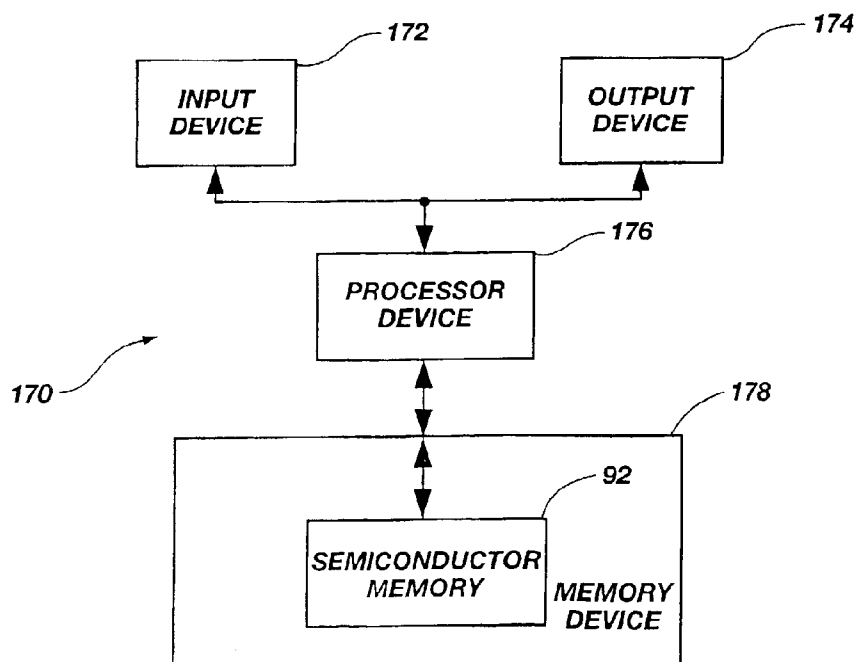 172
174
INPUT
DEVICE
OUTPUT
DEVICE
176
PROCESSOR
DEVICE
170
178
92
SEMICONDUCTOR
MEMORY
MEMORY
DEVICE